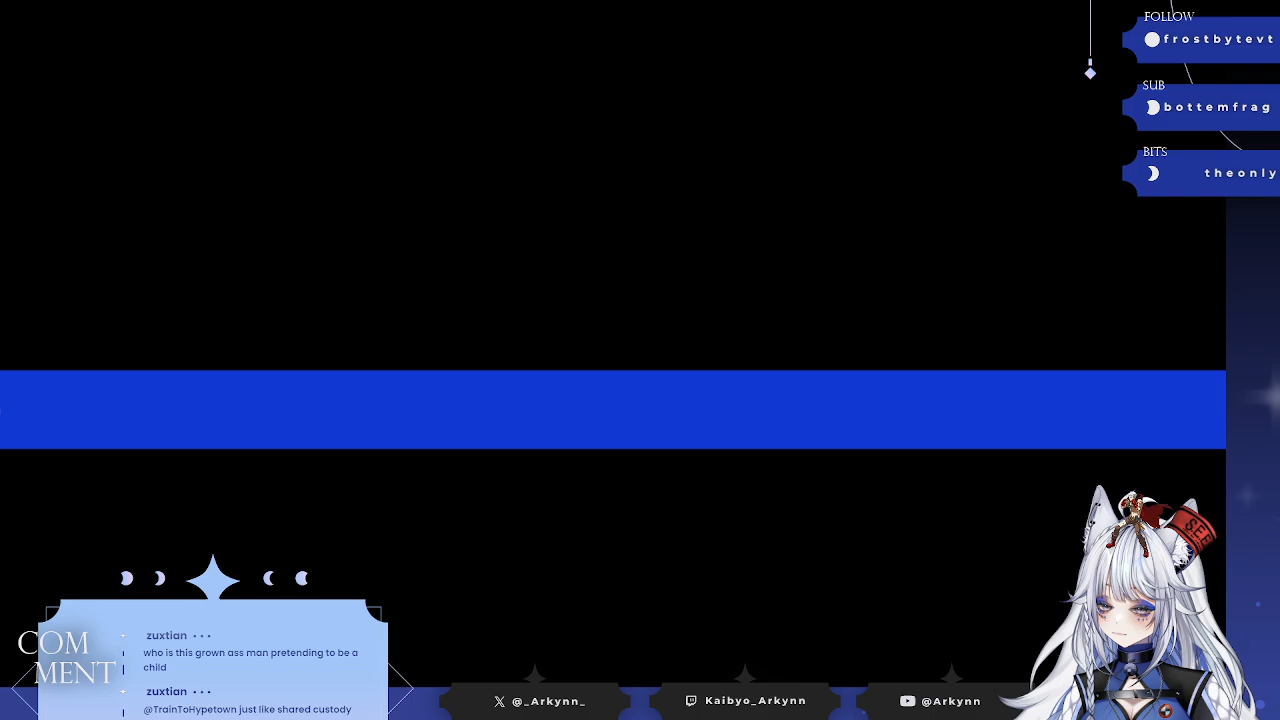 FOLLOW
frostbytevt
SUB
bottemfrag
BITS
theonly
S.E.E
COM
MENT
zuxtian
who is this grown ass man pretending to be a
child
zuxtian
@TrainToHypetown just like shared custody
@_Arkynn_
Kaibyo_Arkynn
@Arkynn